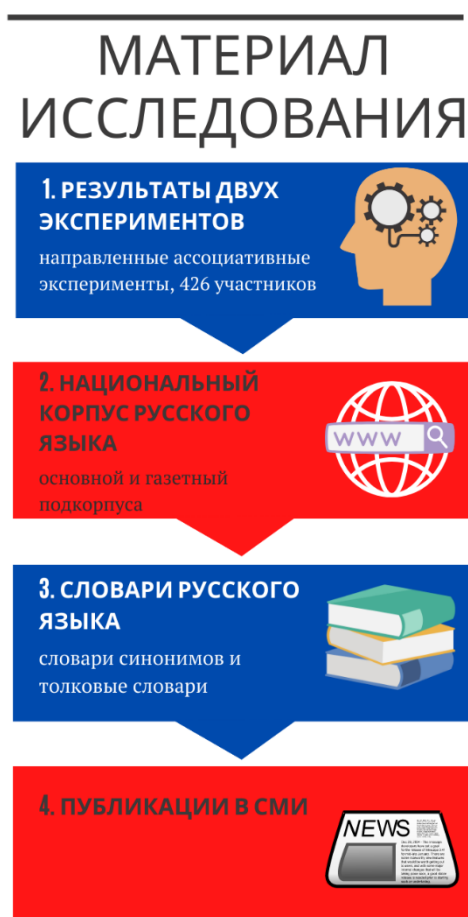 МАТЕРИАЛ
ИССЛЕДОВАНИЯ
1. РЕЗУЛЬТАТЫ ДВУХ
ЭКСПЕРИМЕНТОВ
направленные ассоциативные
эксперименты, 426 участников
2. НАЦИОНАЛЬНЫЙ
КОРПУС РУССКОГО
ЯЗЫКА
основной и газетный
подкорпуса
www
3. СЛОВАРИ РУССКОГО
ЯЗЫКА
словари синонимов и
толковые словари
4. ПУБЛИКАЦИИ В СМИ
NEWS